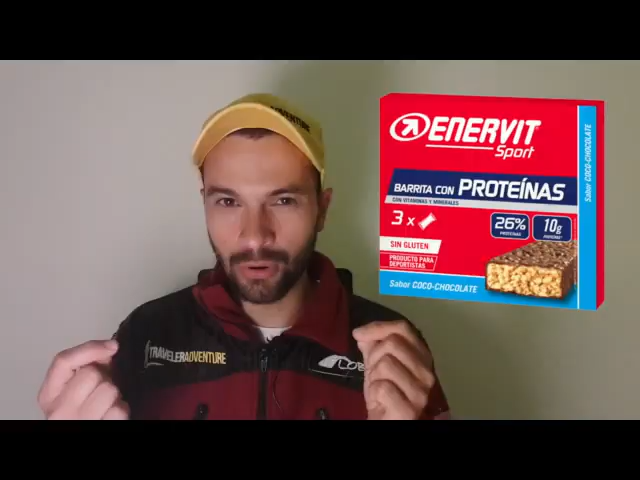 VENTURE
TRAVELERADVENTURE
ENERVIT
Sport
BARRITA CON PROTEÍNAS
CON VITAMINAS Y MINERALES
3 x
26%
PROTEÍNAS
10g
SIN GLUTEN
PRODUCTO PARA
DEPORTISTAS
Sabor COCO-CHOCOLATE
Sabor COCO-CHOCOLATE